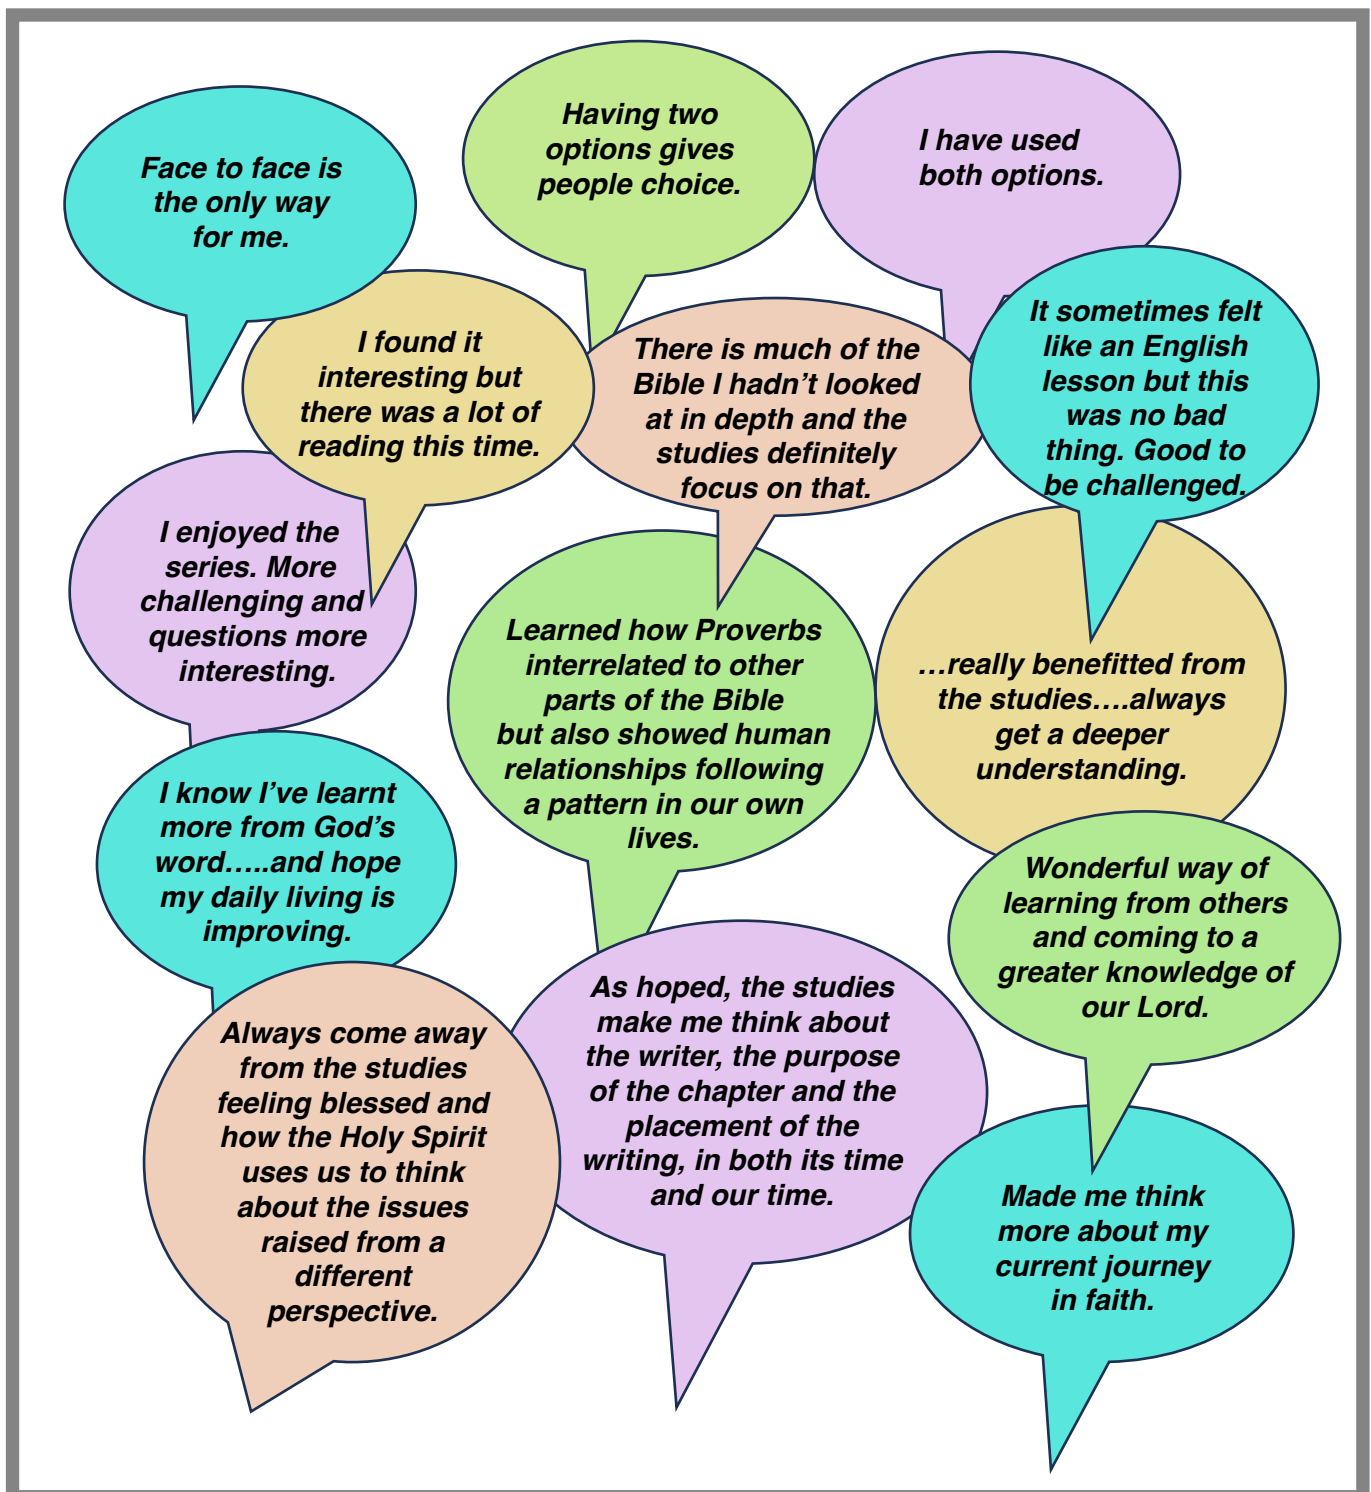 Face to face is
the only way
for me.
Having two
options gives
people choice.
I have used
both options.
I found it
interesting but
there was a lot of
reading this time.
There is much of the
Bible I hadn’t looked
at in depth and the
studies definitely
focus on that.
It sometimes felt
like an English
lesson but this
was no bad
thing. Good to
be challenged.
I enjoyed the
series. More
challenging and
questions more
interesting.
Learned how Proverbs
interrelated to other
parts of the Bible
but also showed human
relationships following
a pattern in our own
lives.
…really benefitted from
the studies….always
get a deeper
understanding.
I know I’ve learnt
more from God’s
word…..and hope
my daily living is
improving.
Wonderful way of
learning from others
and coming to a
greater knowledge of
our Lord.
Always come away
from the studies
feeling blessed and
how the Holy Spirit
uses us to think
about the issues
raised from a
different
perspective.
As hoped, the studies
make me think about
the writer, the purpose
of the chapter and the
placement of the
writing, in both its time
and our time.
Made me think
more about my
current journey
in faith.